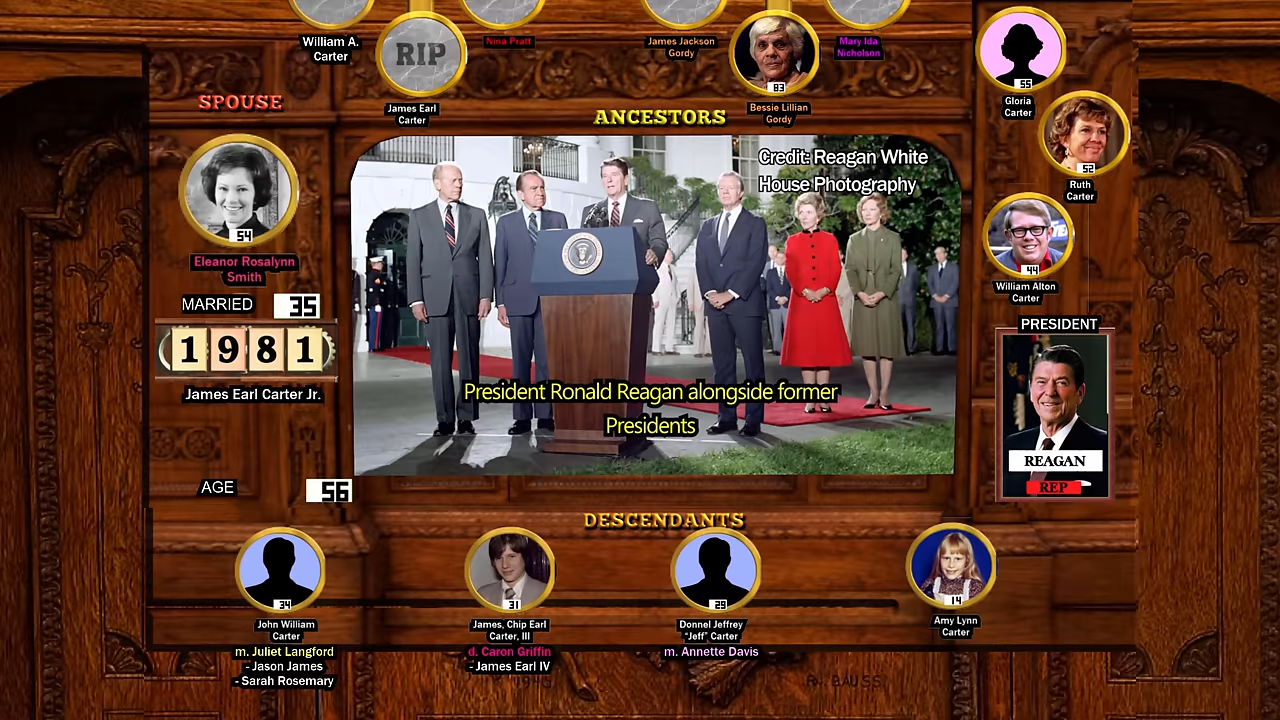 William A.
Carter
RIP
James Earl
Carter
Nina Pratt
James Jackson
Gordy
83
Bessie Lillian
Gordy
Mary Ida
Nicholson
55
Gloria
Carter
52
Ruth
Carter
44
William Alton
Carter
SPOUSE
54
Eleanor Rosalynn
Smith
MARRIED 35
1981
James Earl Carter Jr.
AGE 56
ANCESTORS
Credit: Reagan White
House Photography
President Ronald Reagan alongside former
Presidents
PRESIDENT
REAGAN
REP
DESCENDANTS
34
John William
Carter
m. Juliet Langford
- Jason James
- Sarah Rosemary
31
James, Chip Earl
Carter, III
d. Caron Griffin
- James Earl IV
29
Donnel Jeffrey
"Jeff" Carter
m. Annette Davis
14
Amy Lynn
Carter
R. BAUSS